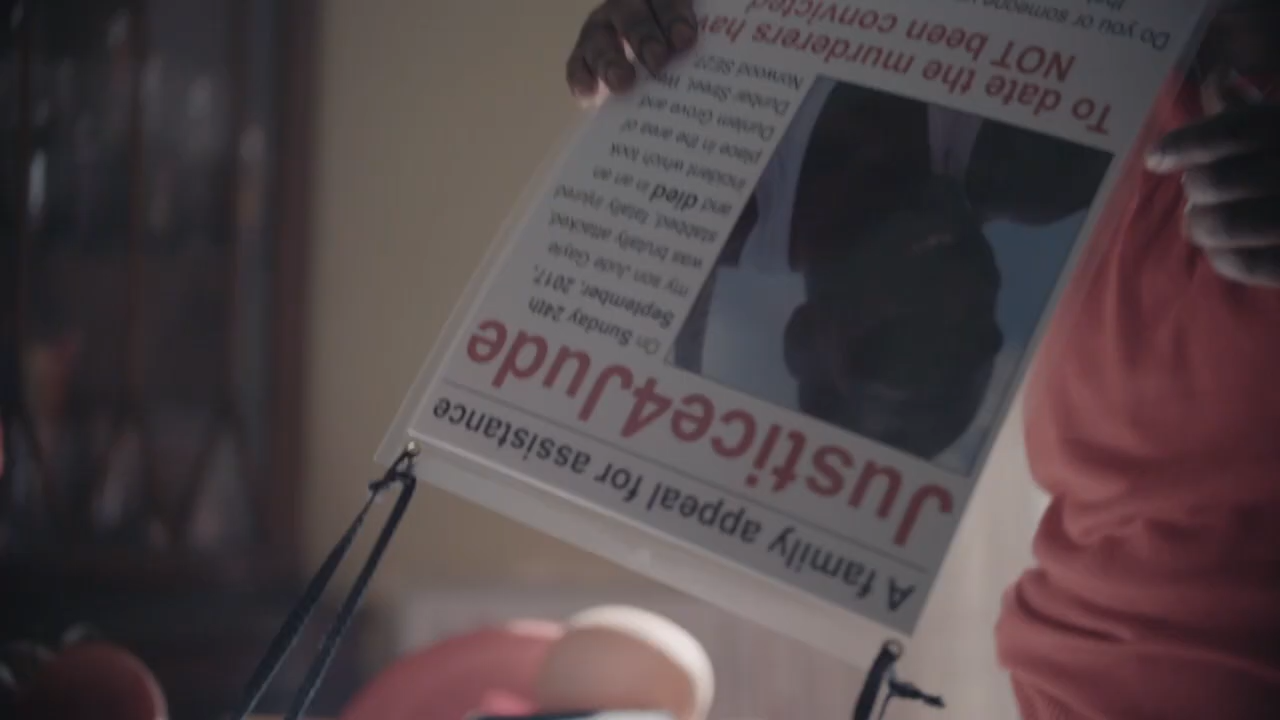 A family appeal for assistance
Justice4Jude
On Sunday 24th
September, 2017,
my son Jude Gayle
was brutally attacked,
stabbed, fatally injured
and died in an
incident which took
place in the area of
Dunlem Grove and
Dunbar Street,
Norwood SE27.
To date the murderers hav
NOT been convicted
Do you or someone